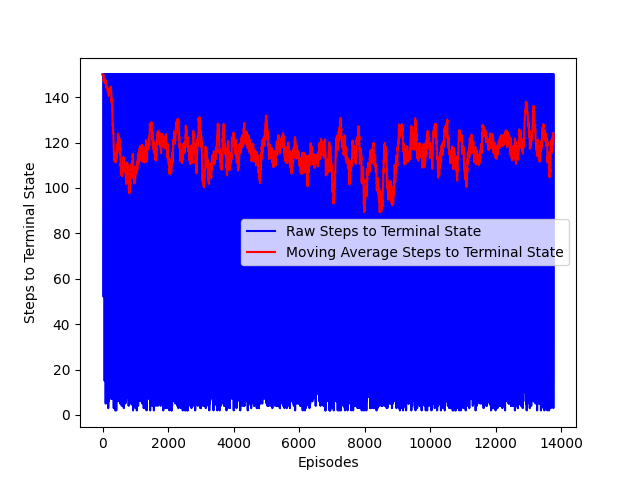 140
120
100
80
60
40
20
0
Steps to Terminal State
Raw Steps to Terminal State
Moving Average Steps to Terminal State
0 2000 4000 6000 8000 10000 12000 14000
Episodes